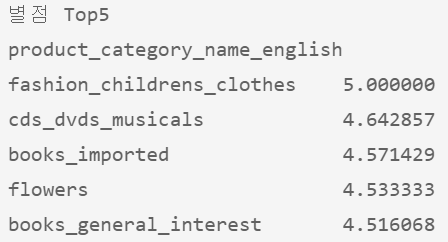 별점 Top5
product_category_name_english
fashion_childrens_clothes 5.000000
cds_dvds_musicals 4.642857
books_imported 4.571429
flowers 4.533333
books_general_interest 4.516068